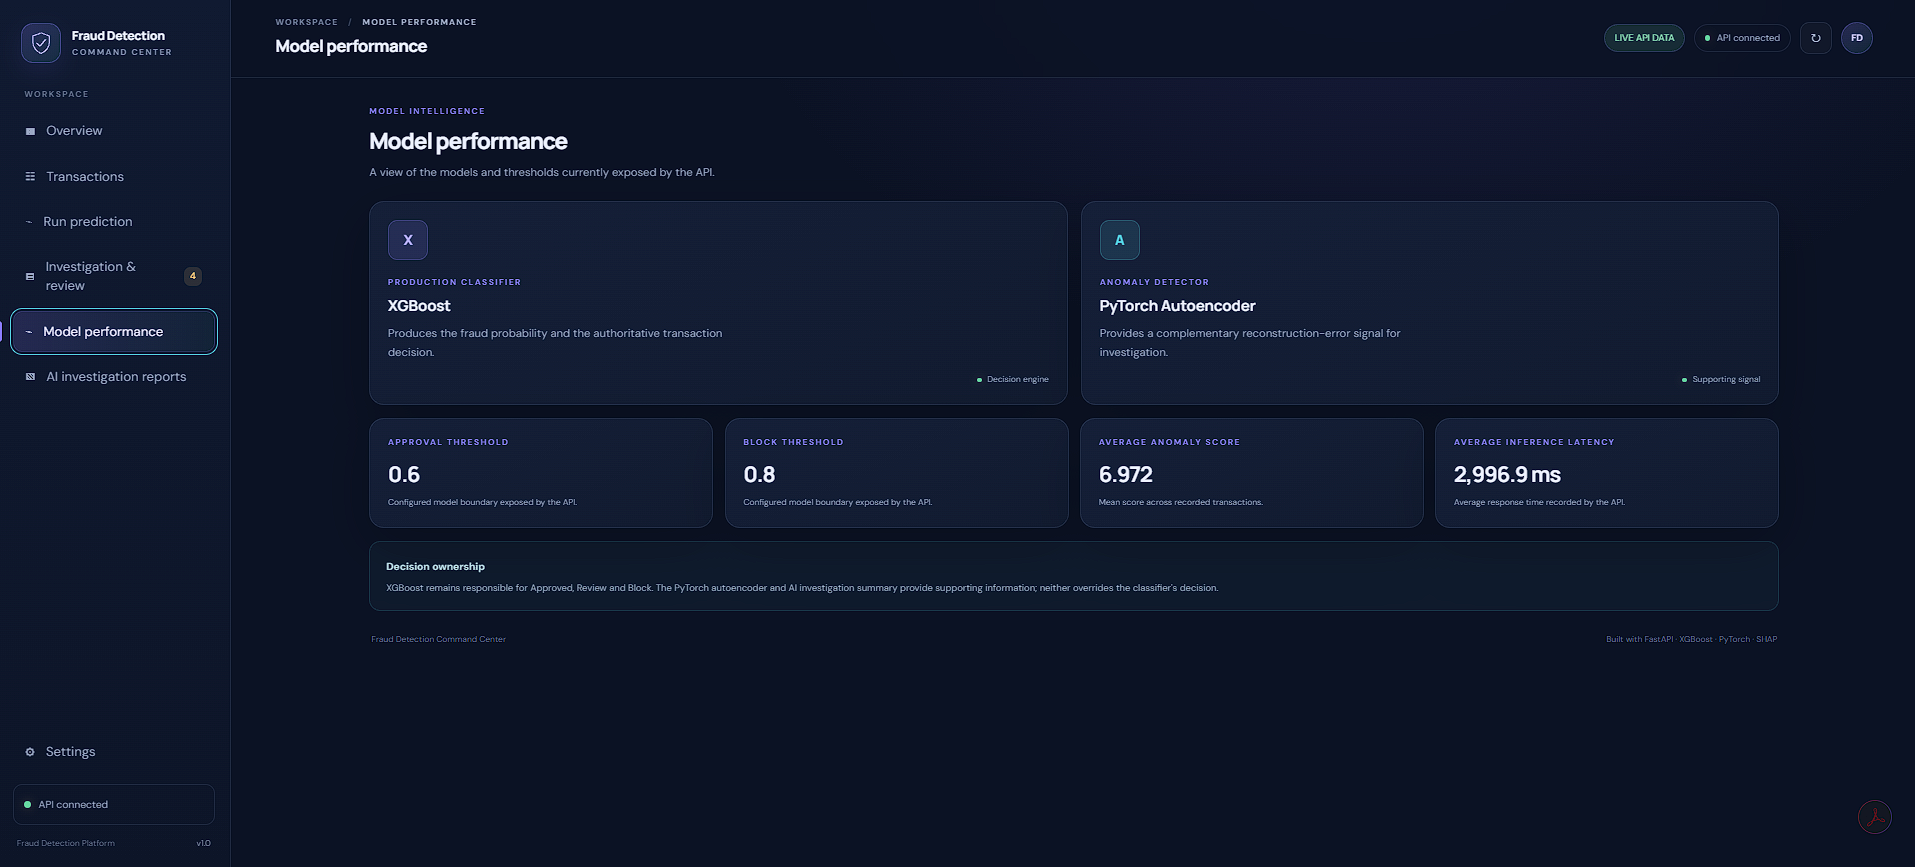 Fraud Detection
COMMAND CENTER
WORKSPACE
Overview
Transactions
Run prediction
Investigation &
review
4
Model performance
AI investigation reports
Settings
API connected
Fraud Detection Platform
v1.0
WORKSPACE / MODEL PERFORMANCE
Model performance
LIVE API DATA
API connected
FD
MODEL INTELLIGENCE
Model performance
A view of the models and thresholds currently exposed by the API.
X
PRODUCTION CLASSIFIER
XGBoost
Produces the fraud probability and the authoritative transaction
decision.
Decision engine
A
ANOMALY DETECTOR
PyTorch Autoencoder
Provides a complementary reconstruction-error signal for
investigation.
Supporting signal
APPROVAL THRESHOLD
0.6
Configured model boundary exposed by the API.
BLOCK THRESHOLD
0.8
Configured model boundary exposed by the API.
AVERAGE ANOMALY SCORE
6.972
Mean score across recorded transactions.
AVERAGE INFERENCE LATENCY
2,996.9 ms
Average response time recorded by the API.
Decision ownership
XGBoost remains responsible for Approved, Review and Block. The PyTorch autoencoder and AI investigation summary provide supporting information; neither overrides the classifier's decision.
Fraud Detection Command Center
Built with FastAPI · XGBoost · PyTorch · SHAP